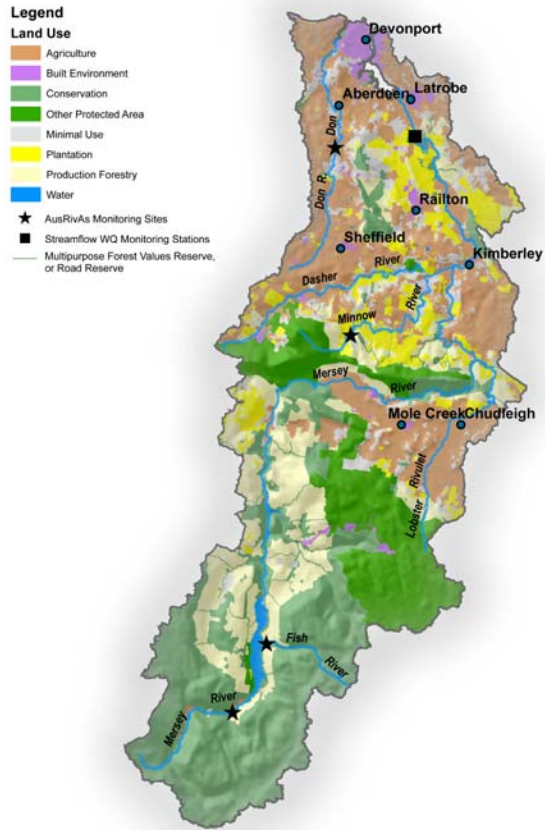 Legend
Land Use
Agriculture
Built Environment
Conservation
Other Protected Area
Minimal Use
Plantation
Production Forestry
Water
AusRivAs Monitoring Sites
Streamflow WQ Monitoring Stations
Multipurpose Forest Values Reserve,
or Road Reserve
Devonport
Aberdeen
Latrobe
Don
Don R.
Railton
Sheffield
Kimberley
Dasher
River
River
Minnow
Mersey
River
Mole Creek
Chudleigh
Lobster
Rivulet
Fish
River
Mersey
River